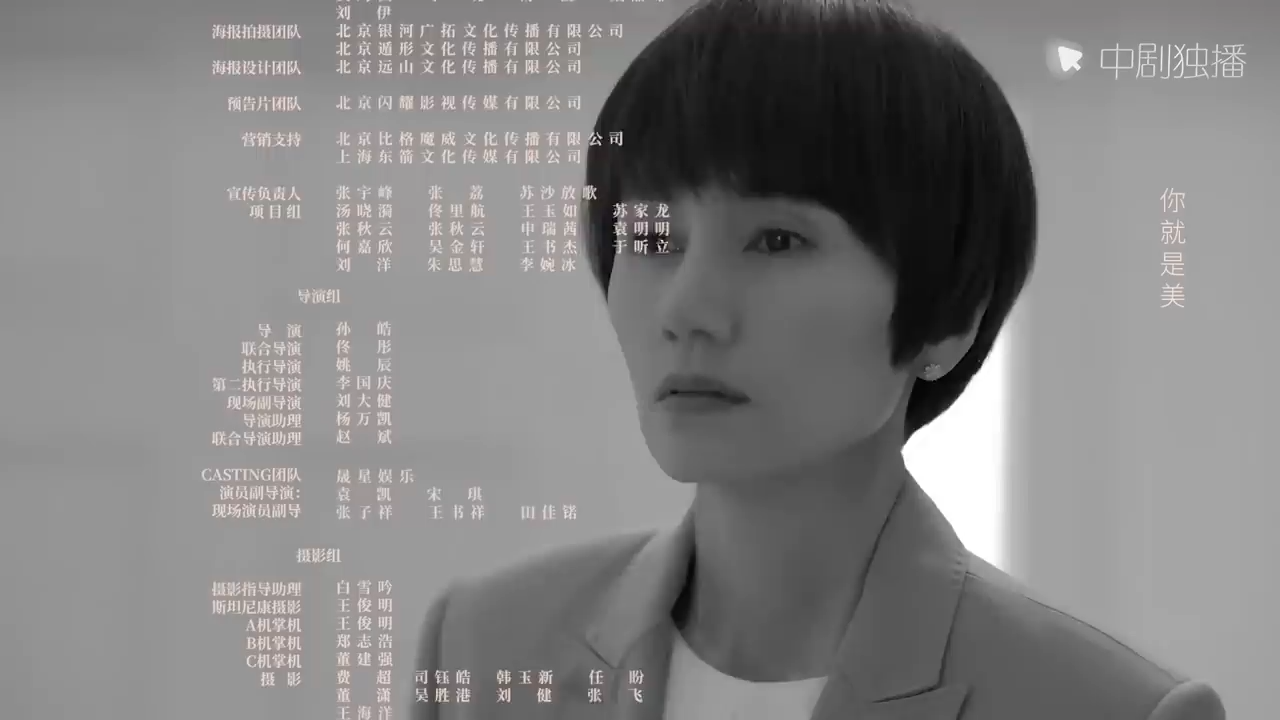 刘 伊
海报拍摄团队 北京银河广拓文化传播有限公司
北京遁形文化传播有限公司
海报设计团队 北京远山文化传播有限公司
预告片团队 北京闪耀影视传媒有限公司
营销支持 北京比格魔威文化传播有限公司
上海东箭文化传媒有限公司
宣传负责人 张宇峰 张 荔 苏沙放歌
项目组 汤晓漪 佟里航 王玉如 苏家龙
张秋云 张秋云 申瑞茜 袁明明
何嘉欣 吴金轩 王书杰 于昕立
刘 洋 朱思慧 李婉冰
导演组
导 演 孙 皓
联合导演 佟 彤
执行导演 姚 辰
第二执行导演 李国庆
现场副导演 刘大健
导演助理 杨万凯
联合导演助理 赵 斌
CASTING团队 晟星娱乐
演员副导演: 袁 凯 宋 琪
现场演员副导 张子祥 王书祥 田佳锘
摄影组
摄影指导助理 白雪吟
斯坦尼康摄影 王俊明
A机掌机 王俊明
B机掌机 郑志浩
C机掌机 董建强
摄 影 费 超 司钰皓 韩玉新 任 盼
董 潇 吴胜港 刘 健 张 飞
王海洋
中剧独播
你就是美